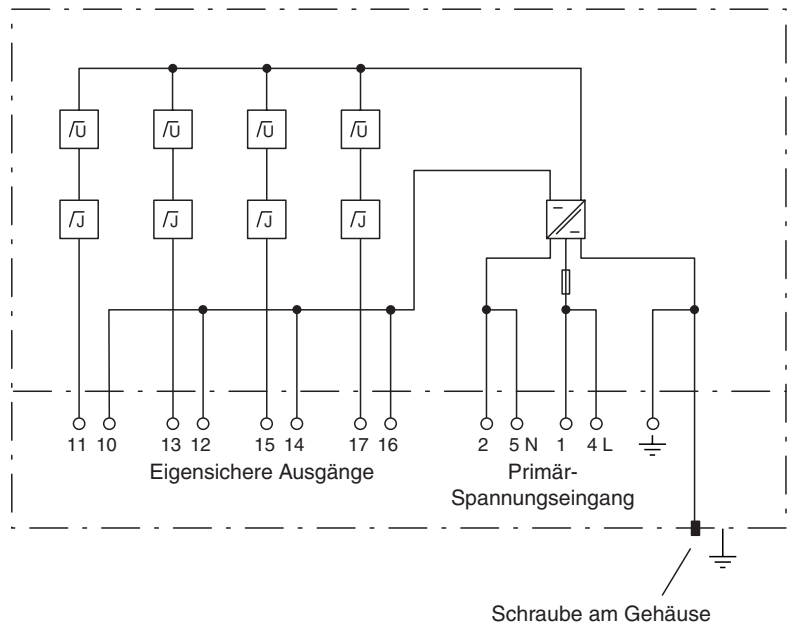 /U /U /U /U
/J /J /J /J
11 10 13 12 15 14 17 16 2 5 N 1 4 L
Eigensichere Ausgänge
Primär-
Spannungseingang
Schraube am Gehäuse